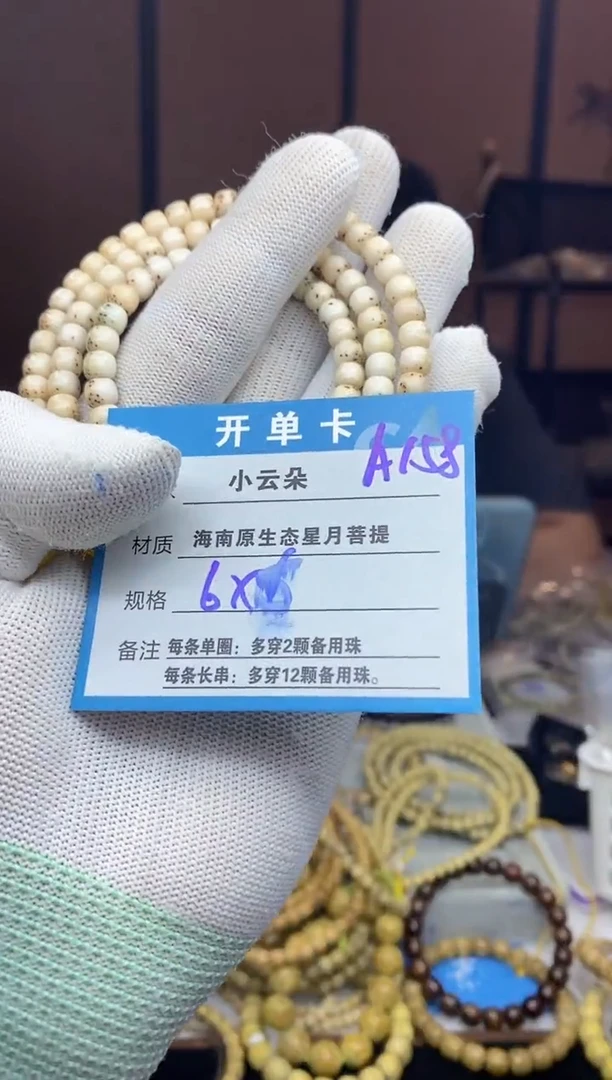 开单卡
A158
小云朵
材质 海南原生态星月菩提
规格 6X
备注 每条单圈：多穿2颗备用珠
每条长串：多穿12颗备用珠。